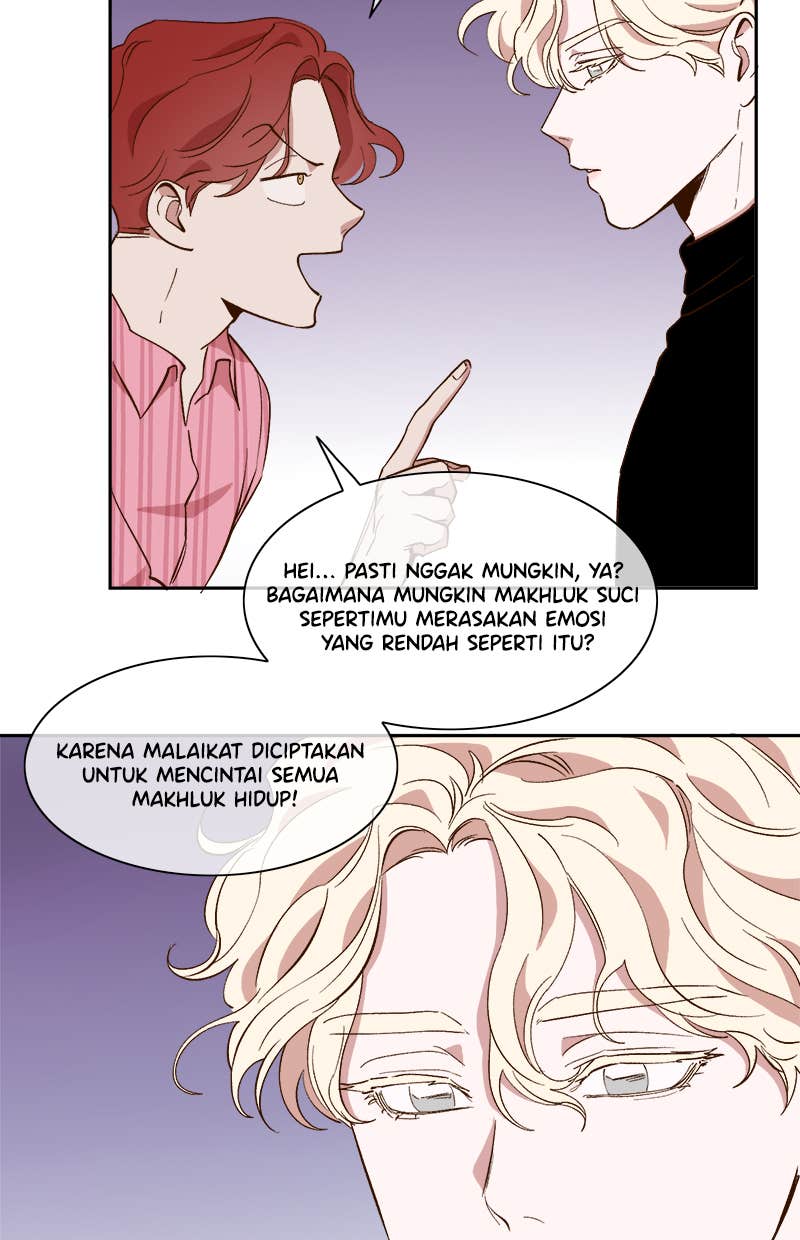 HEI... PASTI NGGAK MUNGKIN, YA?
BAGAIMANA MUNGKIN MAKHLUK SUCI
SEPERTIMU MERASAKAN EMOSI
YANG RENDAH SEPERTI ITU?
KARENA MALAIKAT DICIPTAKAN
UNTUK MENCINTAI SEMUA
MAKHLUK HIDUP!